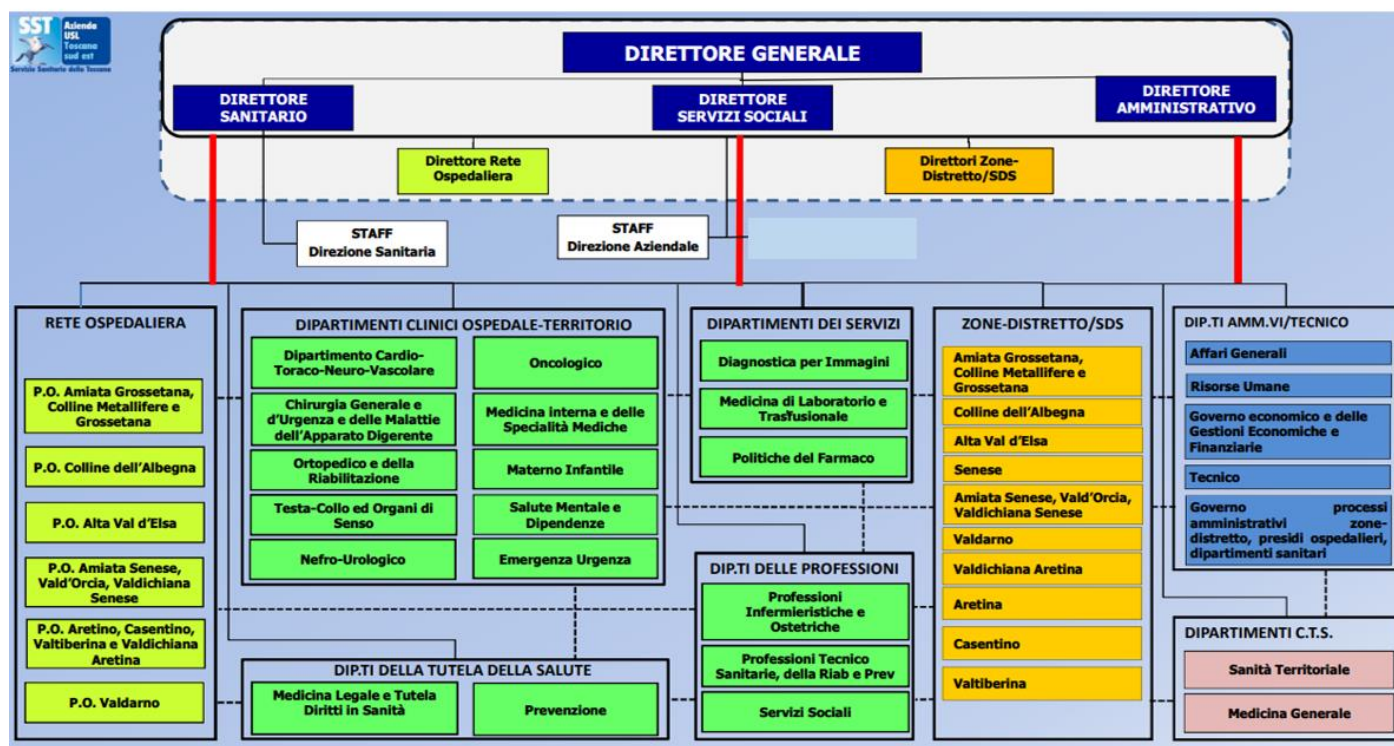 SST
Azienda
USL
Toscana
sud est
Servizio Sanitario della Toscana
DIRETTORE GENERALE
DIRETTORE
SANITARIO
DIRETTORE
SERVIZI SOCIALI
DIRETTORE
AMMINISTRATIVO
Direttore Rete
Ospedaliera
Direttori Zone-
Distretto/SDS
STAFF
Direzione Sanitaria
STAFF
Direzione Aziendale
RETE OSPEDALIERA
P.O. Amiata Grossetana,
Colline Metallifere e
Grossetana
P.O. Colline dell'Albegna
P.O. Alta Val d'Elsa
P.O. Amiata Senese,
Vald'Orcia, Valdichiana
Senese
P.O. Aretino, Casentino,
Valtiberina e Valdichiana
Aretina
P.O. Valdarno
DIPARTIMENTI CLINICI OSPEDALE-TERRITORIO
Dipartimento Cardio-
Toraco-Neuro-Vascolare
Chirurgia Generale e
d'Urgenza e delle Malattie
dell'Apparato Digerente
Ortopedico e della
Riabilitazione
Testa-Collo ed Organi di
Senso
Nefro-Urologico
Oncologico
Medicina interna e delle
Specialità Mediche
Materno Infantile
Salute Mentale e
Dipendenze
Emergenza Urgenza
DIP.TI DELLA TUTELA DELLA SALUTE
Medicina Legale e Tutela
Diritti in Sanità
Prevenzione
DIPARTIMENTI DEI SERVIZI
Diagnostica per Immagini
Medicina di Laboratorio e
Trasfusionale
Politiche del Farmaco
DIP.TI DELLE PROFESSIONI
Professioni
Infermieristiche e
Ostetriche
Professioni Tecnico
Sanitarie, della Riab e Prev
Servizi Sociali
ZONE-DISTRETTO/SDS
Amiata Grossetana,
Colline Metallifere e
Grossetana
Colline dell'Albegna
Alta Val d'Elsa
Senese
Amiata Senese, Vald'Orcia,
Valdichiana Senese
Valdarno
Valdichiana Aretina
Aretina
Casentino
Valtiberina
DIP.TI AMM.VI/TECNICO
Affari Generali
Risorse Umane
Governo economico e delle
Gestioni Economiche e
Finanziarie
Tecnico
Governo processi
amministrativi zone-
distretto, presidi ospedalieri,
dipartimenti sanitari
DIPARTIMENTI C.T.S.
Sanità Territoriale
Medicina Generale